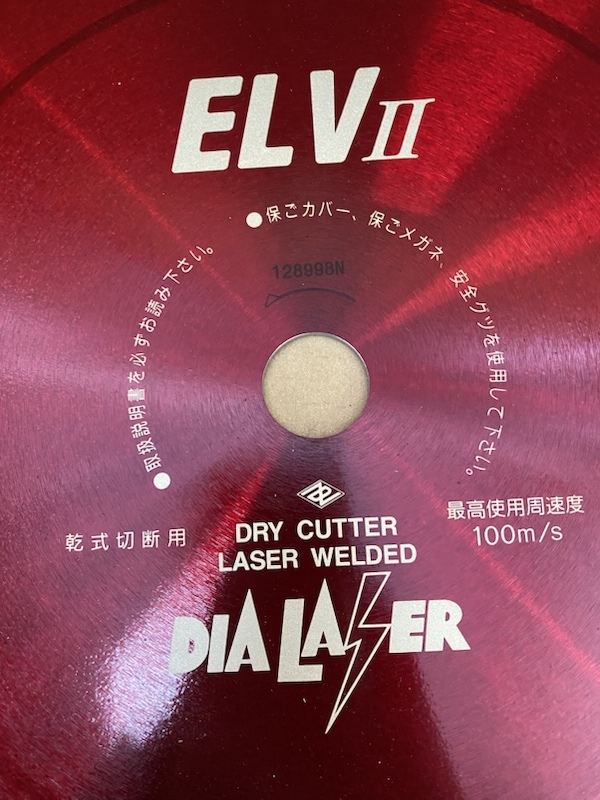 ELVII
●保ごカバー、保ごメガネ、安全グツを使用して下さい。
●取扱説明書を必ずお読み下さい。
128998N
乾式切断用
DRY CUTTER
LASER WELDED
最高使用周速度
100m/s
DIA LASER